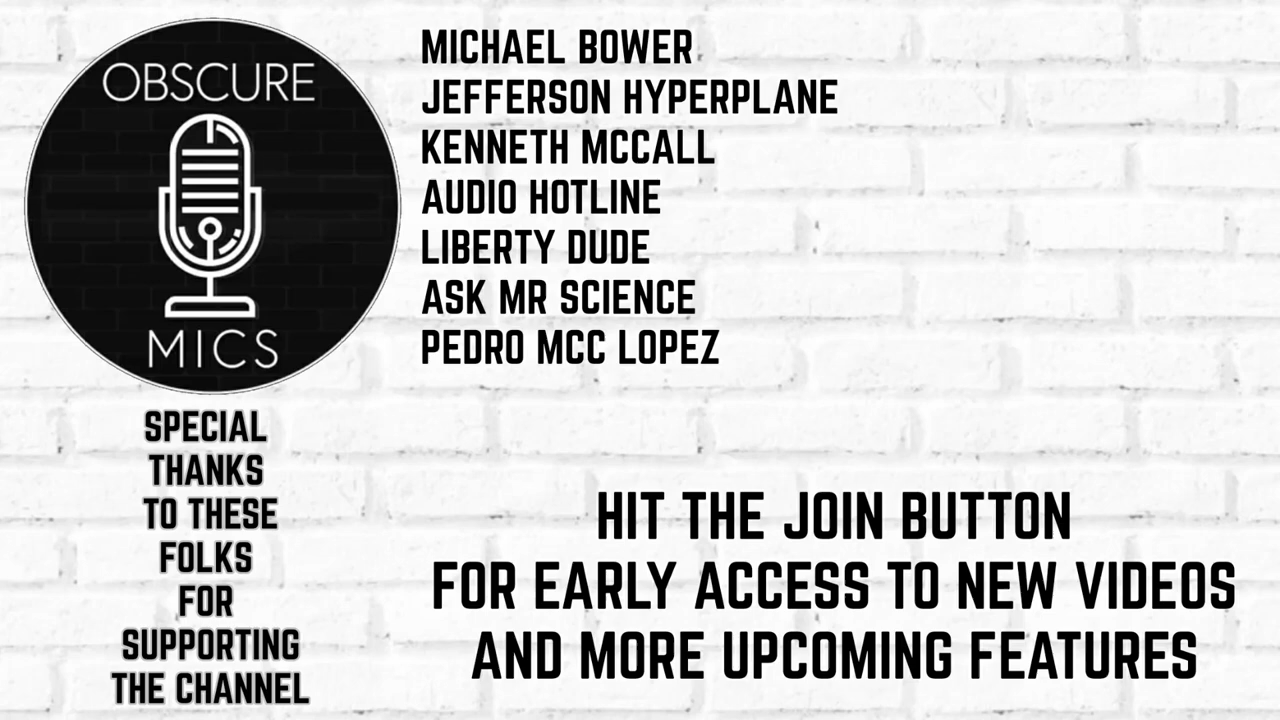 OBSCURE
MICS
SPECIAL
THANKS
TO THESE
FOLKS
FOR
SUPPORTING
THE CHANNEL
MICHAEL BOWER
JEFFERSON HYPERPLANE
KENNETH MCCALL
AUDIO HOTLINE
LIBERTY DUDE
ASK MR SCIENCE
PEDRO MCC LOPEZ
HIT THE JOIN BUTTON
FOR EARLY ACCESS TO NEW VIDEOS
AND MORE UPCOMING FEATURES